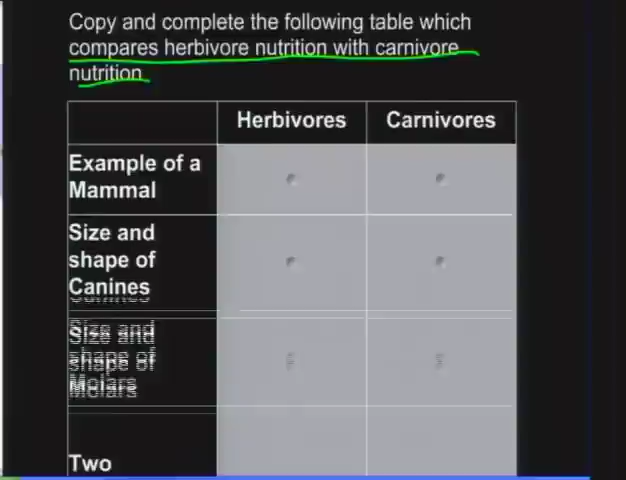 Copy and complete the following table which
compares herbivore nutrition with carnivore
nutrition
Herbivores Carnivores
Example of a
Mammal
Size and
shape of
Canines
Size and
shape of
Molars
Two